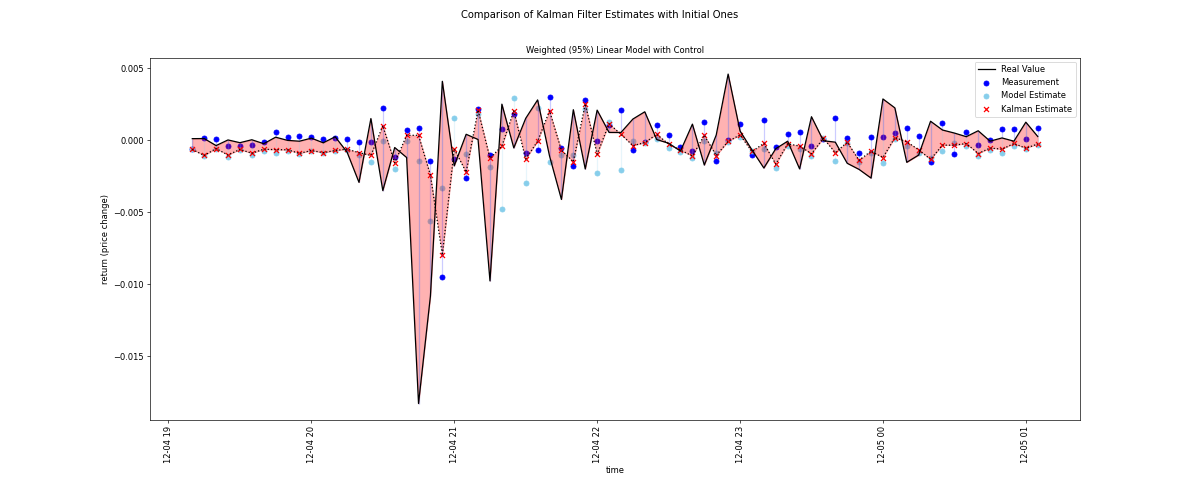 Comparison of Kalman Filter Estimates with Initial Ones
Weighted (95%) Linear Model with Control
Real Value
Measurement
Model Estimate
Kalman Estimate
return (price change)
0.005
0.000
−0.005
−0.010
−0.015
12-04 19
12-04 20
12-04 21
12-04 22
12-04 23
12-05 00
12-05 01
time